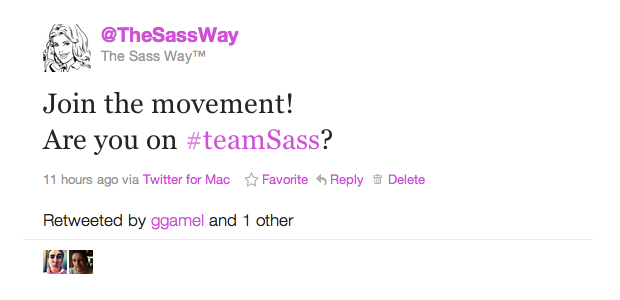 @TheSassWay
The Sass Way™
Join the movement!
Are you on #teamSass?
11 hours ago via Twitter for Mac Favorite Reply Delete
Retweeted by ggamel and 1 other